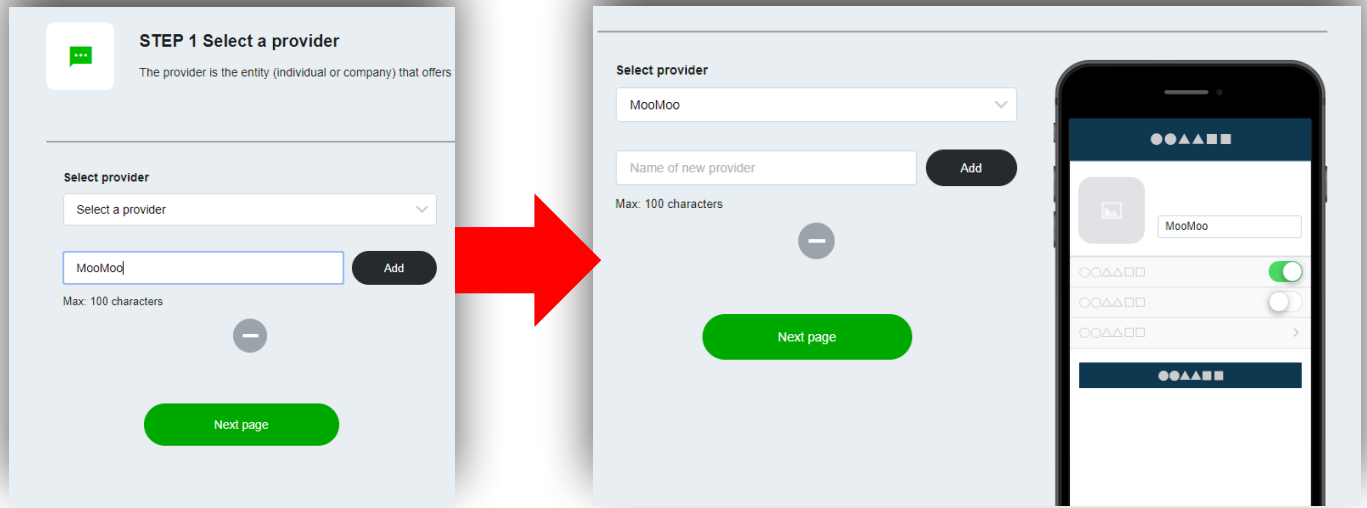 STEP 1 Select a provider
The provider is the entity (individual or company) that offers
Select provider
Select a provider
MooMoo
Add
Max: 100 characters
Next page
Select provider
MooMoo
Name of new provider
Add
Max: 100 characters
Next page
MooMoo